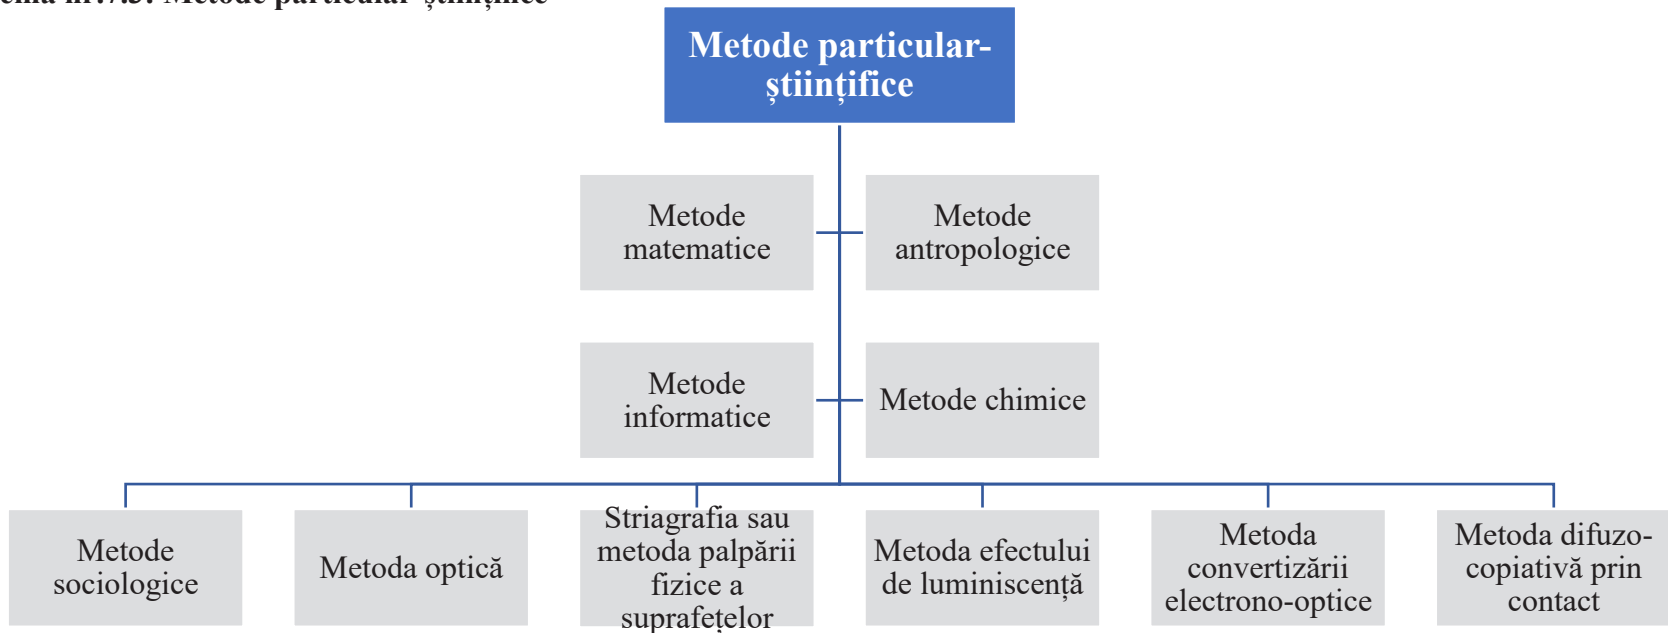 Metode particular-
științifice
Metode
matematice
Metode
antropologice
Metode
informatice
Metode chimice
Metode
sociologice
Metoda optică
Striagrafia sau
metoda palpării
fizice a
suprafețelor
Metoda efectului
de luminiscență
Metoda
convertizării
electrono-optice
Metoda difuzo-
copiativă prin
contact